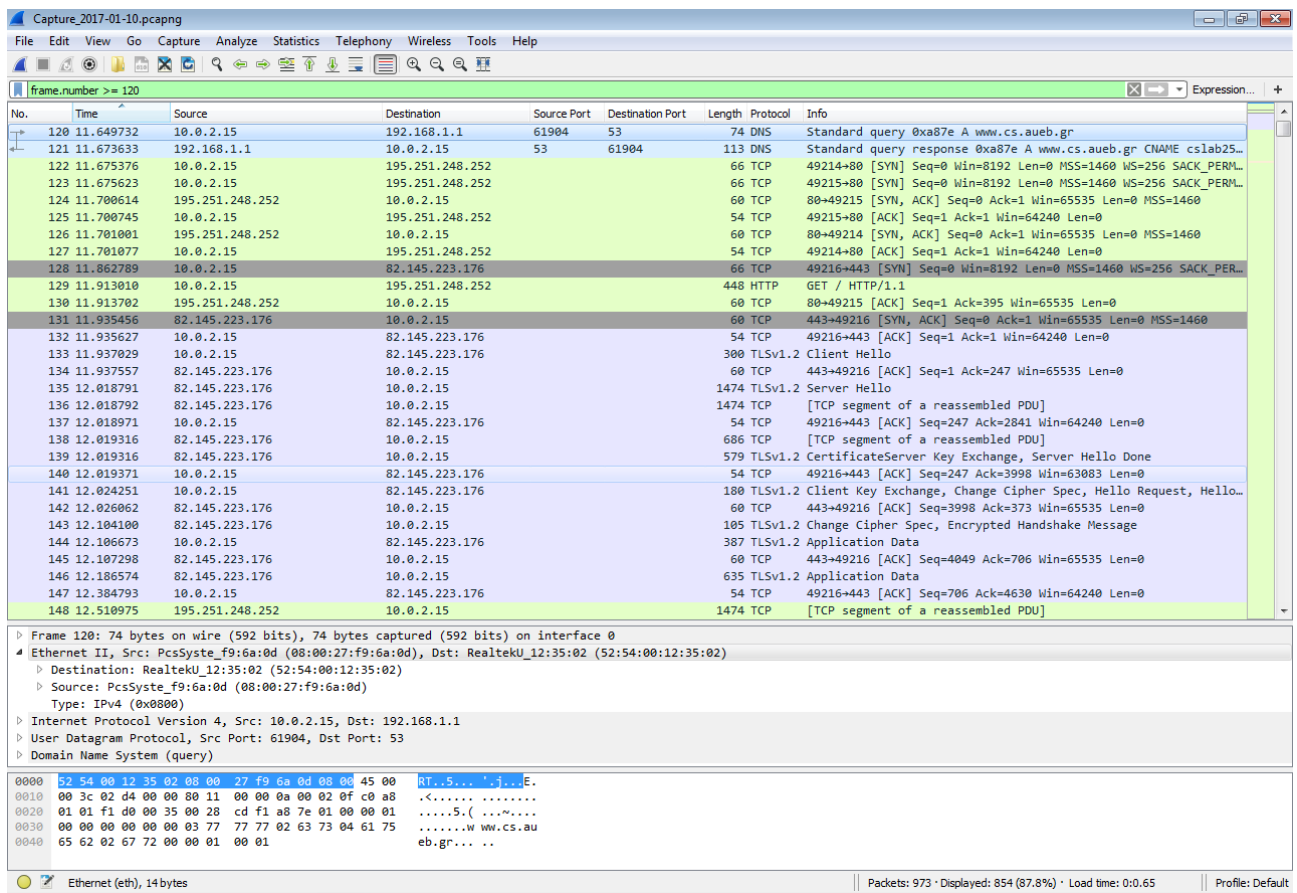 Capture_2017-01-10.pcapng
File Edit View Go Capture Analyze Statistics Telephony Wireless Tools Help
frame.number >= 120 Expression... +
No. Time Source Destination Source Port Destination Port Length Protocol Info
120 11.649732 10.0.2.15 192.168.1.1 61904 53 74 DNS Standard query 0xa87e A www.cs.aueb.gr
121 11.673633 192.168.1.1 10.0.2.15 53 61904 113 DNS Standard query response 0xa87e A www.cs.aueb.gr CNAME cslab25…
122 11.675376 10.0.2.15 195.251.248.252 66 TCP 49214→80 [SYN] Seq=0 Win=8192 Len=0 MSS=1460 WS=256 SACK_PERM…
123 11.675623 10.0.2.15 195.251.248.252 66 TCP 49215→80 [SYN] Seq=0 Win=8192 Len=0 MSS=1460 WS=256 SACK_PERM…
124 11.700614 195.251.248.252 10.0.2.15 60 TCP 80→49215 [SYN, ACK] Seq=0 Ack=1 Win=65535 Len=0 MSS=1460
125 11.700745 10.0.2.15 195.251.248.252 54 TCP 49215→80 [ACK] Seq=1 Ack=1 Win=64240 Len=0
126 11.701001 195.251.248.252 10.0.2.15 60 TCP 80→49214 [SYN, ACK] Seq=0 Ack=1 Win=65535 Len=0 MSS=1460
127 11.701077 10.0.2.15 195.251.248.252 54 TCP 49214→80 [ACK] Seq=1 Ack=1 Win=64240 Len=0
128 11.862789 10.0.2.15 82.145.223.176 66 TCP 49216→443 [SYN] Seq=0 Win=8192 Len=0 MSS=1460 WS=256 SACK_PER…
129 11.913010 10.0.2.15 195.251.248.252 448 HTTP GET / HTTP/1.1
130 11.913702 195.251.248.252 10.0.2.15 60 TCP 80→49215 [ACK] Seq=1 Ack=395 Win=65535 Len=0
131 11.935456 82.145.223.176 10.0.2.15 60 TCP 443→49216 [SYN, ACK] Seq=0 Ack=1 Win=65535 Len=0 MSS=1460
132 11.935627 10.0.2.15 82.145.223.176 54 TCP 49216→443 [ACK] Seq=1 Ack=1 Win=64240 Len=0
133 11.937029 10.0.2.15 82.145.223.176 300 TLSv1.2 Client Hello
134 11.937557 82.145.223.176 10.0.2.15 60 TCP 443→49216 [ACK] Seq=1 Ack=247 Win=65535 Len=0
135 12.018791 82.145.223.176 10.0.2.15 1474 TLSv1.2 Server Hello
136 12.018792 82.145.223.176 10.0.2.15 1474 TCP [TCP segment of a reassembled PDU]
137 12.018971 10.0.2.15 82.145.223.176 54 TCP 49216→443 [ACK] Seq=247 Ack=2841 Win=64240 Len=0
138 12.019316 82.145.223.176 10.0.2.15 686 TCP [TCP segment of a reassembled PDU]
139 12.019316 82.145.223.176 10.0.2.15 579 TLSv1.2 CertificateServer Key Exchange, Server Hello Done
140 12.019371 10.0.2.15 82.145.223.176 54 TCP 49216→443 [ACK] Seq=247 Ack=3998 Win=63083 Len=0
141 12.024251 10.0.2.15 82.145.223.176 180 TLSv1.2 Client Key Exchange, Change Cipher Spec, Hello Request, Hello…
142 12.026062 82.145.223.176 10.0.2.15 60 TCP 443→49216 [ACK] Seq=3998 Ack=373 Win=65535 Len=0
143 12.104100 82.145.223.176 10.0.2.15 105 TLSv1.2 Change Cipher Spec, Encrypted Handshake Message
144 12.106673 10.0.2.15 82.145.223.176 387 TLSv1.2 Application Data
145 12.107298 82.145.223.176 10.0.2.15 60 TCP 443→49216 [ACK] Seq=4049 Ack=706 Win=65535 Len=0
146 12.186574 82.145.223.176 10.0.2.15 635 TLSv1.2 Application Data
147 12.384793 10.0.2.15 82.145.223.176 54 TCP 49216→443 [ACK] Seq=706 Ack=4630 Win=64240 Len=0
148 12.510975 195.251.248.252 10.0.2.15 1474 TCP [TCP segment of a reassembled PDU]
Frame 120: 74 bytes on wire (592 bits), 74 bytes captured (592 bits) on interface 0
Ethernet II, Src: PcsSyste_f9:6a:0d (08:00:27:f9:6a:0d), Dst: RealtekU_12:35:02 (52:54:00:12:35:02)
Destination: RealtekU_12:35:02 (52:54:00:12:35:02)
Source: PcsSyste_f9:6a:0d (08:00:27:f9:6a:0d)
Type: IPv4 (0x0800)
Internet Protocol Version 4, Src: 10.0.2.15, Dst: 192.168.1.1
User Datagram Protocol, Src Port: 61904, Dst Port: 53
Domain Name System (query)
0000 52 54 00 12 35 02 08 00 27 f9 6a 0d 08 00 45 00 RT..5... '.j...E.
0010 00 3c 02 d4 00 00 80 11 00 00 0a 00 02 0f c0 a8 .<...... ........
0020 01 01 f1 d0 00 35 00 28 cd f1 a8 7e 01 00 00 01 .....5.( ...~....
0030 00 00 00 00 00 00 03 77 77 77 02 63 73 04 61 75 .......w ww.cs.au
0040 65 62 02 67 72 00 00 01 00 01 eb.gr... ..
Ethernet (eth), 14 bytes Packets: 973 · Displayed: 854 (87.8%) · Load time: 0:0.65 Profile: Default